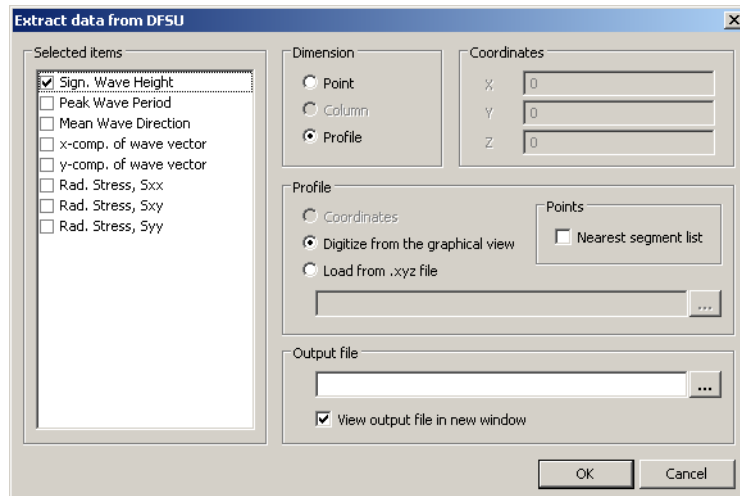 Extract data from DFSU
Selected items
Sign. Wave Height
Peak Wave Period
Mean Wave Direction
x-comp. of wave vector
y-comp. of wave vector
Rad. Stress, Sxx
Rad. Stress, Sxy
Rad. Stress, Syy
Dimension
Point
Column
Profile
Coordinates
X 0
Y 0
Z 0
Profile
Coordinates
Digitize from the graphical view
Load from .xyz file
...
Points
Nearest segment list
Output file
...
View output file in new window
OK Cancel